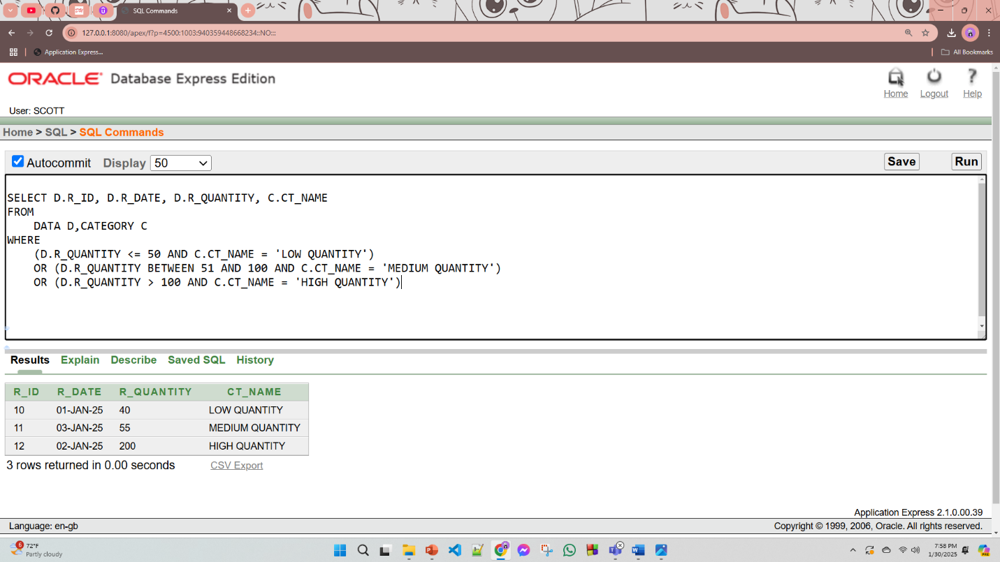 SQL Commands
127.0.0.1:8080/apex/f?p=4500:1003:940359448668234::NO:::
Application Express...
All Bookmarks
ORACLE Database Express Edition
Home Logout Help
User: SCOTT
Home > SQL > SQL Commands
Autocommit Display 50 Save Run
SELECT D.R_ID, D.R_DATE, D.R_QUANTITY, C.CT_NAME
FROM
DATA D,CATEGORY C
WHERE
(D.R_QUANTITY <= 50 AND C.CT_NAME = 'LOW QUANTITY')
OR (D.R_QUANTITY BETWEEN 51 AND 100 AND C.CT_NAME = 'MEDIUM QUANTITY')
OR (D.R_QUANTITY > 100 AND C.CT_NAME = 'HIGH QUANTITY')
Results Explain Describe Saved SQL History
R_ID R_DATE R_QUANTITY CT_NAME
10 01-JAN-25 40 LOW QUANTITY
11 03-JAN-25 55 MEDIUM QUANTITY
12 02-JAN-25 200 HIGH QUANTITY
3 rows returned in 0.00 seconds CSV Export
Application Express 2.1.0.00.39
Language: en-gb Copyright © 1999, 2006, Oracle. All rights reserved.
6 72°F 7:58 PM
Partly cloudy 1/30/2025 PRE